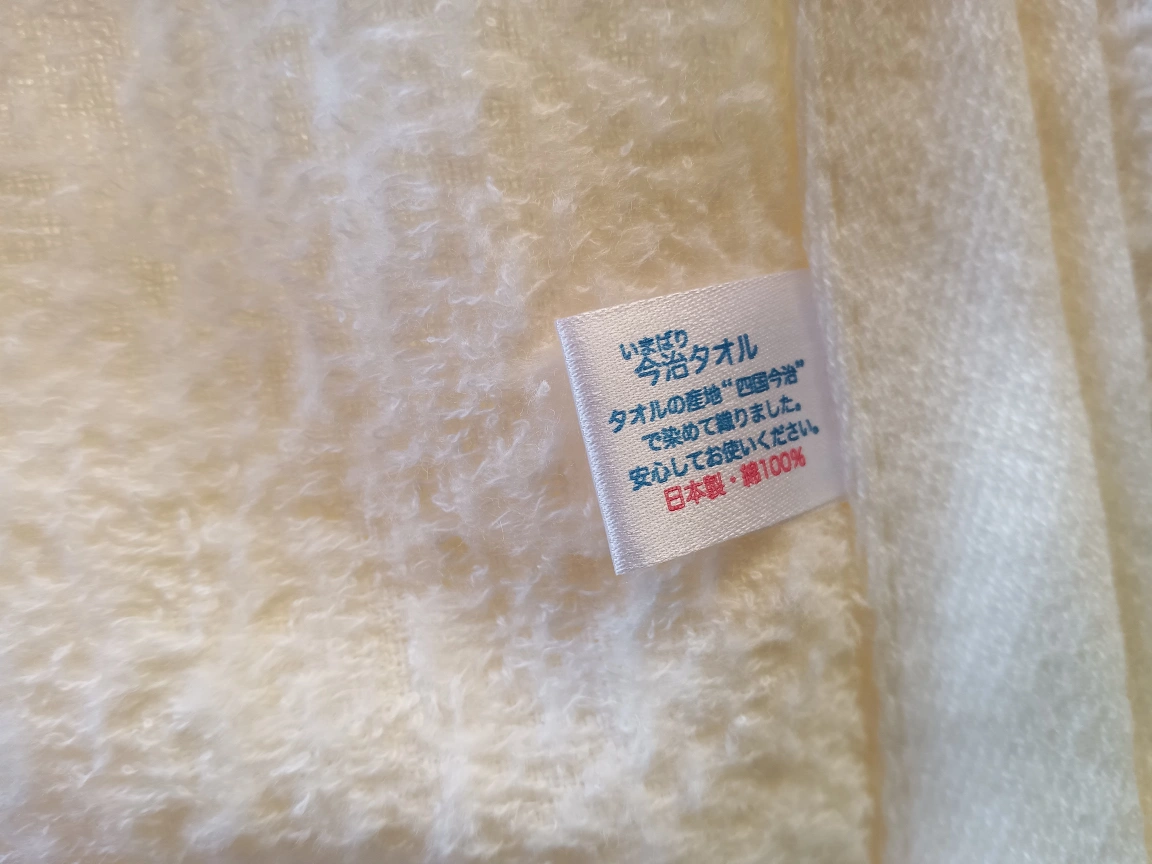 いまばり
今治タオル
タオルの産地“四国今治”
で染めて織りました。
安心してお使いください。
日本製・綿100%